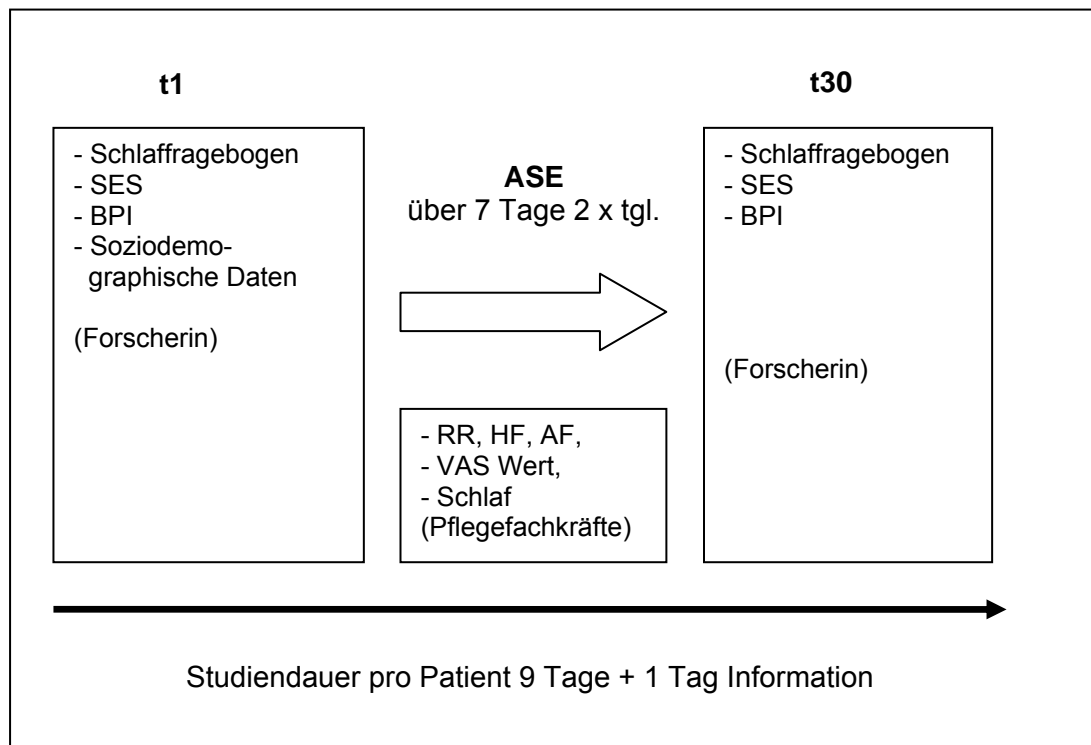 t1
- Schlaffragebogen
- SES
- BPI
- Soziodemo-
graphische Daten
(Forscherin)
ASE
über 7 Tage 2 x tgl.
- RR, HF, AF,
- VAS Wert,
- Schlaf
(Pflegefachkräfte)
t30
- Schlaffragebogen
- SES
- BPI
(Forscherin)
Studiendauer pro Patient 9 Tage + 1 Tag Information